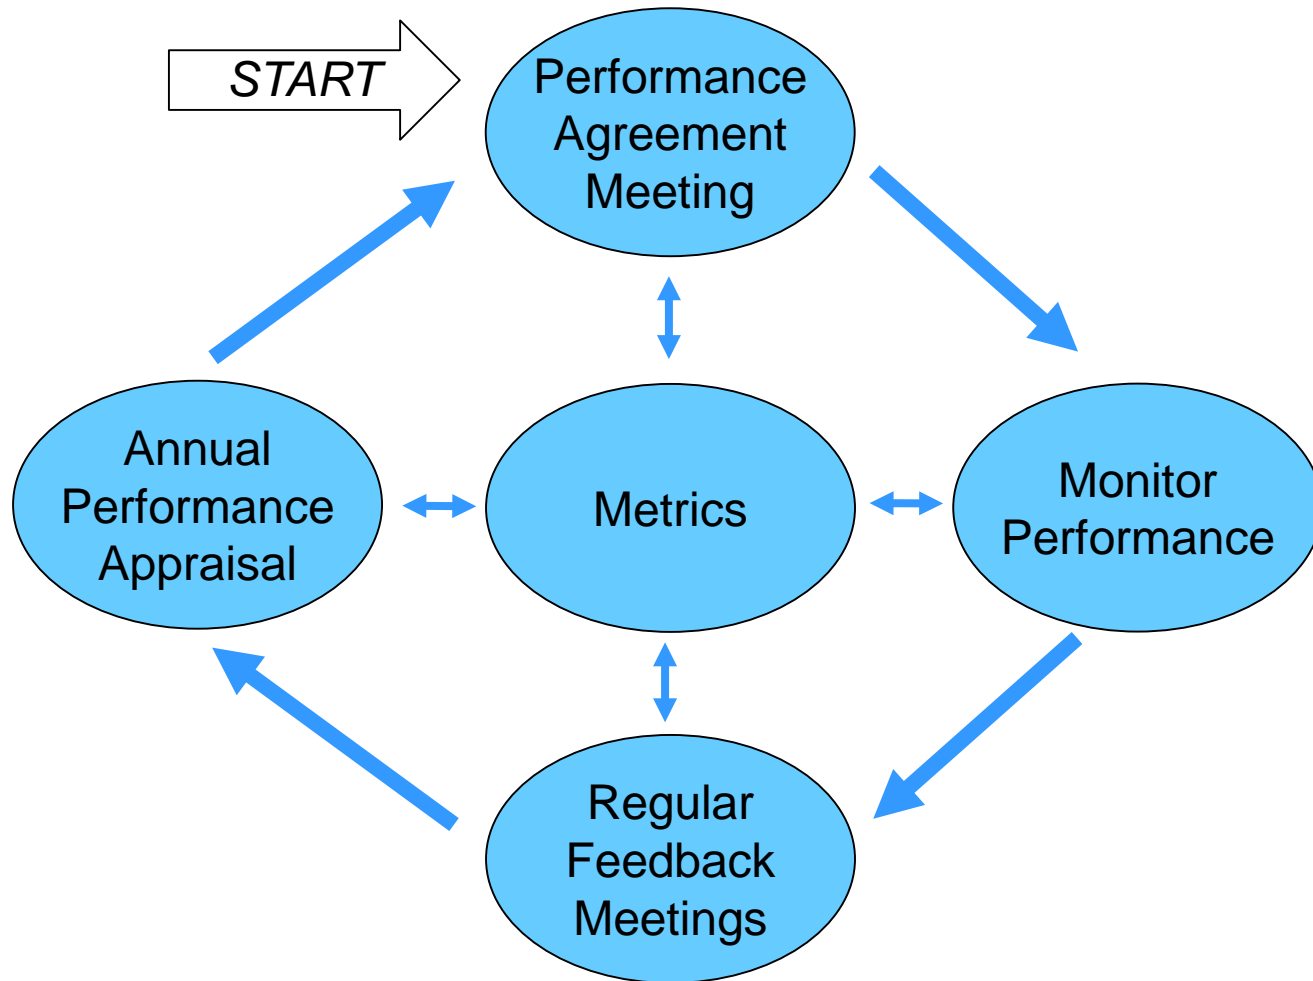 START
Performance
Agreement
Meeting
Annual
Performance
Appraisal
Metrics
Monitor
Performance
Regular
Feedback
Meetings